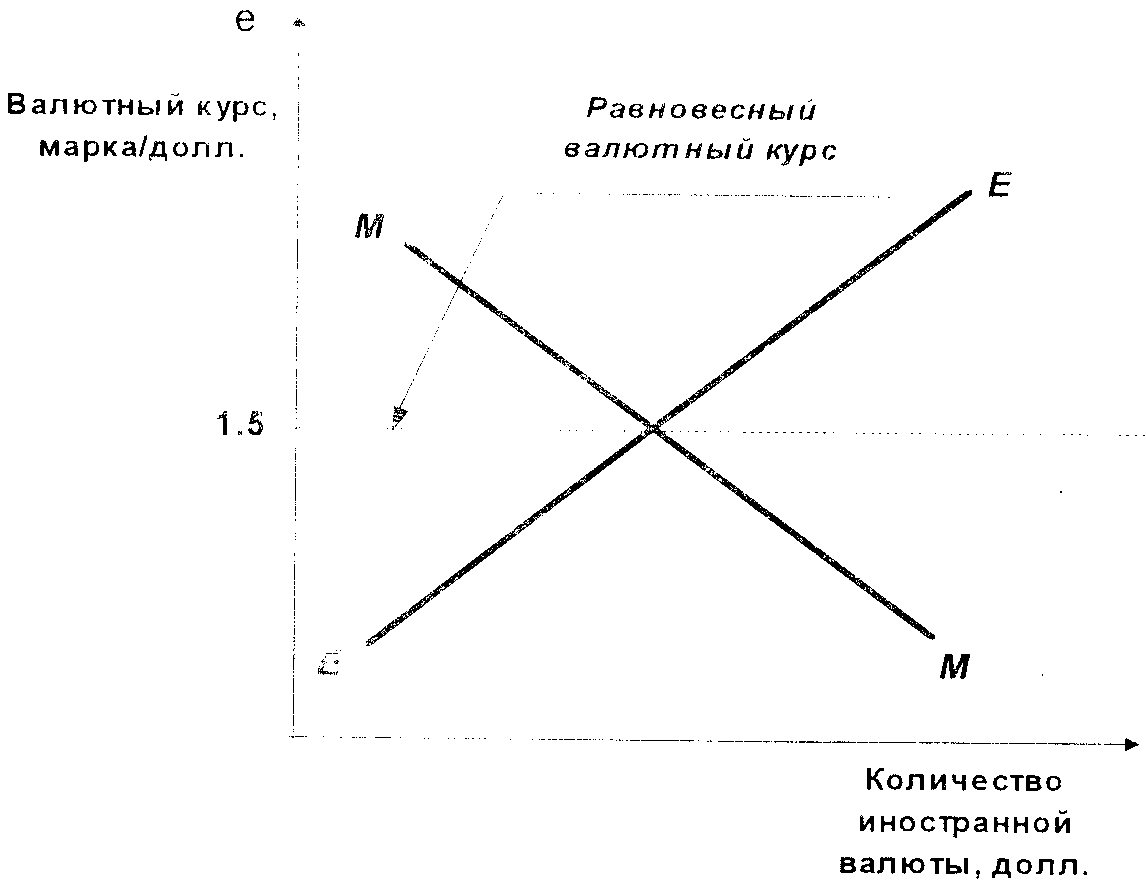 e
Валютный курс,
марка/долл.
Равновесный
валютный курс
E
M
1.5
E
M
Количество
иностранной
валюты, долл.